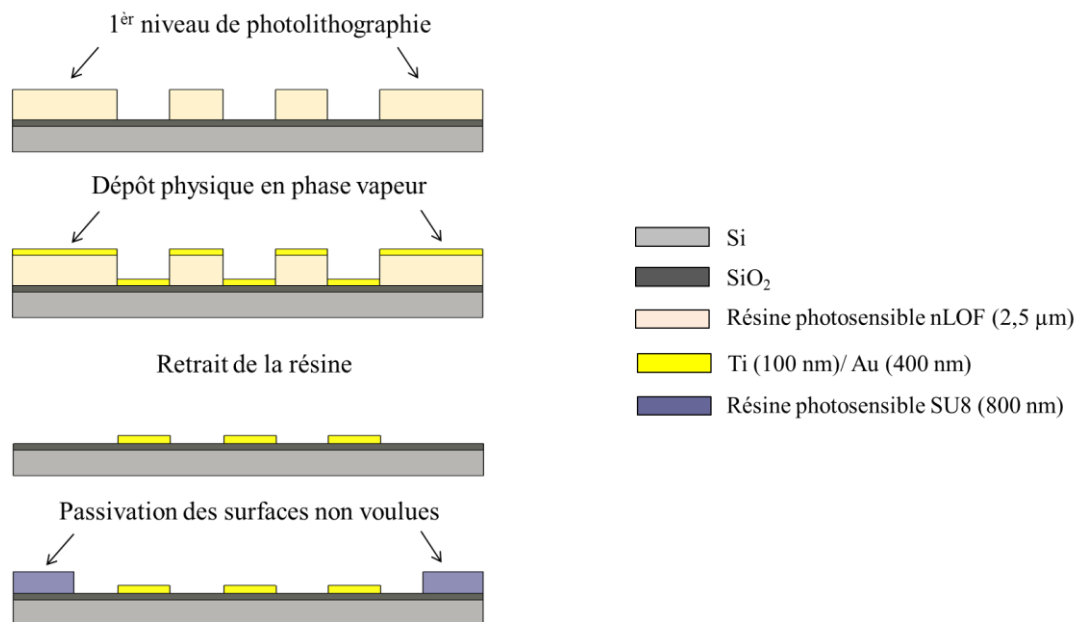 1èr niveau de photolithographie
Dépôt physique en phase vapeur
Retrait de la résine
Passivation des surfaces non voulues
Si
SiO2
Résine photosensible nLOF (2,5 µm)
Ti (100 nm)/ Au (400 nm)
Résine photosensible SU8 (800 nm)